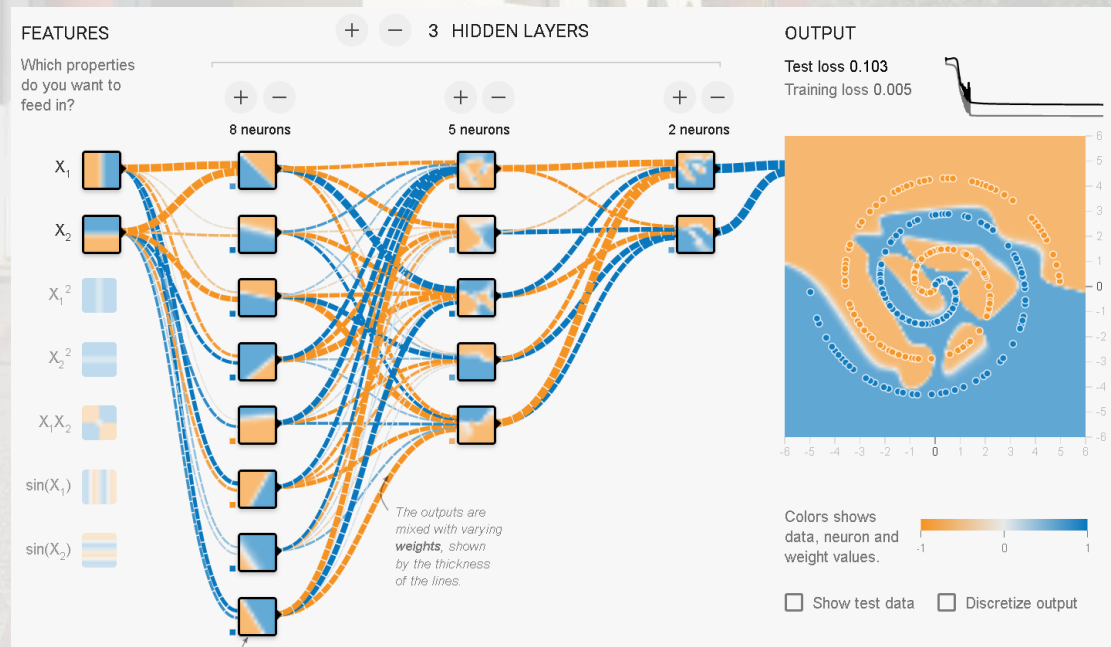 FEATURES
Which properties
do you want to
feed in?
X1
X2
X1²
X2²
X1X2
sin(X1)
sin(X2)
+ − 3 HIDDEN LAYERS
+ −
8 neurons
+ −
5 neurons
+ −
2 neurons
The outputs are
mixed with varying
weights, shown
by the thickness
of the lines.
OUTPUT
Test loss 0.103
Training loss 0.005
6
5
4
3
2
1
0
-1
-2
-3
-4
-5
-6
-6 -5 -4 -3 -2 -1 0 1 2 3 4 5 6
Colors shows
data, neuron and
weight values.
-1 0 1
Show test data
Discretize output